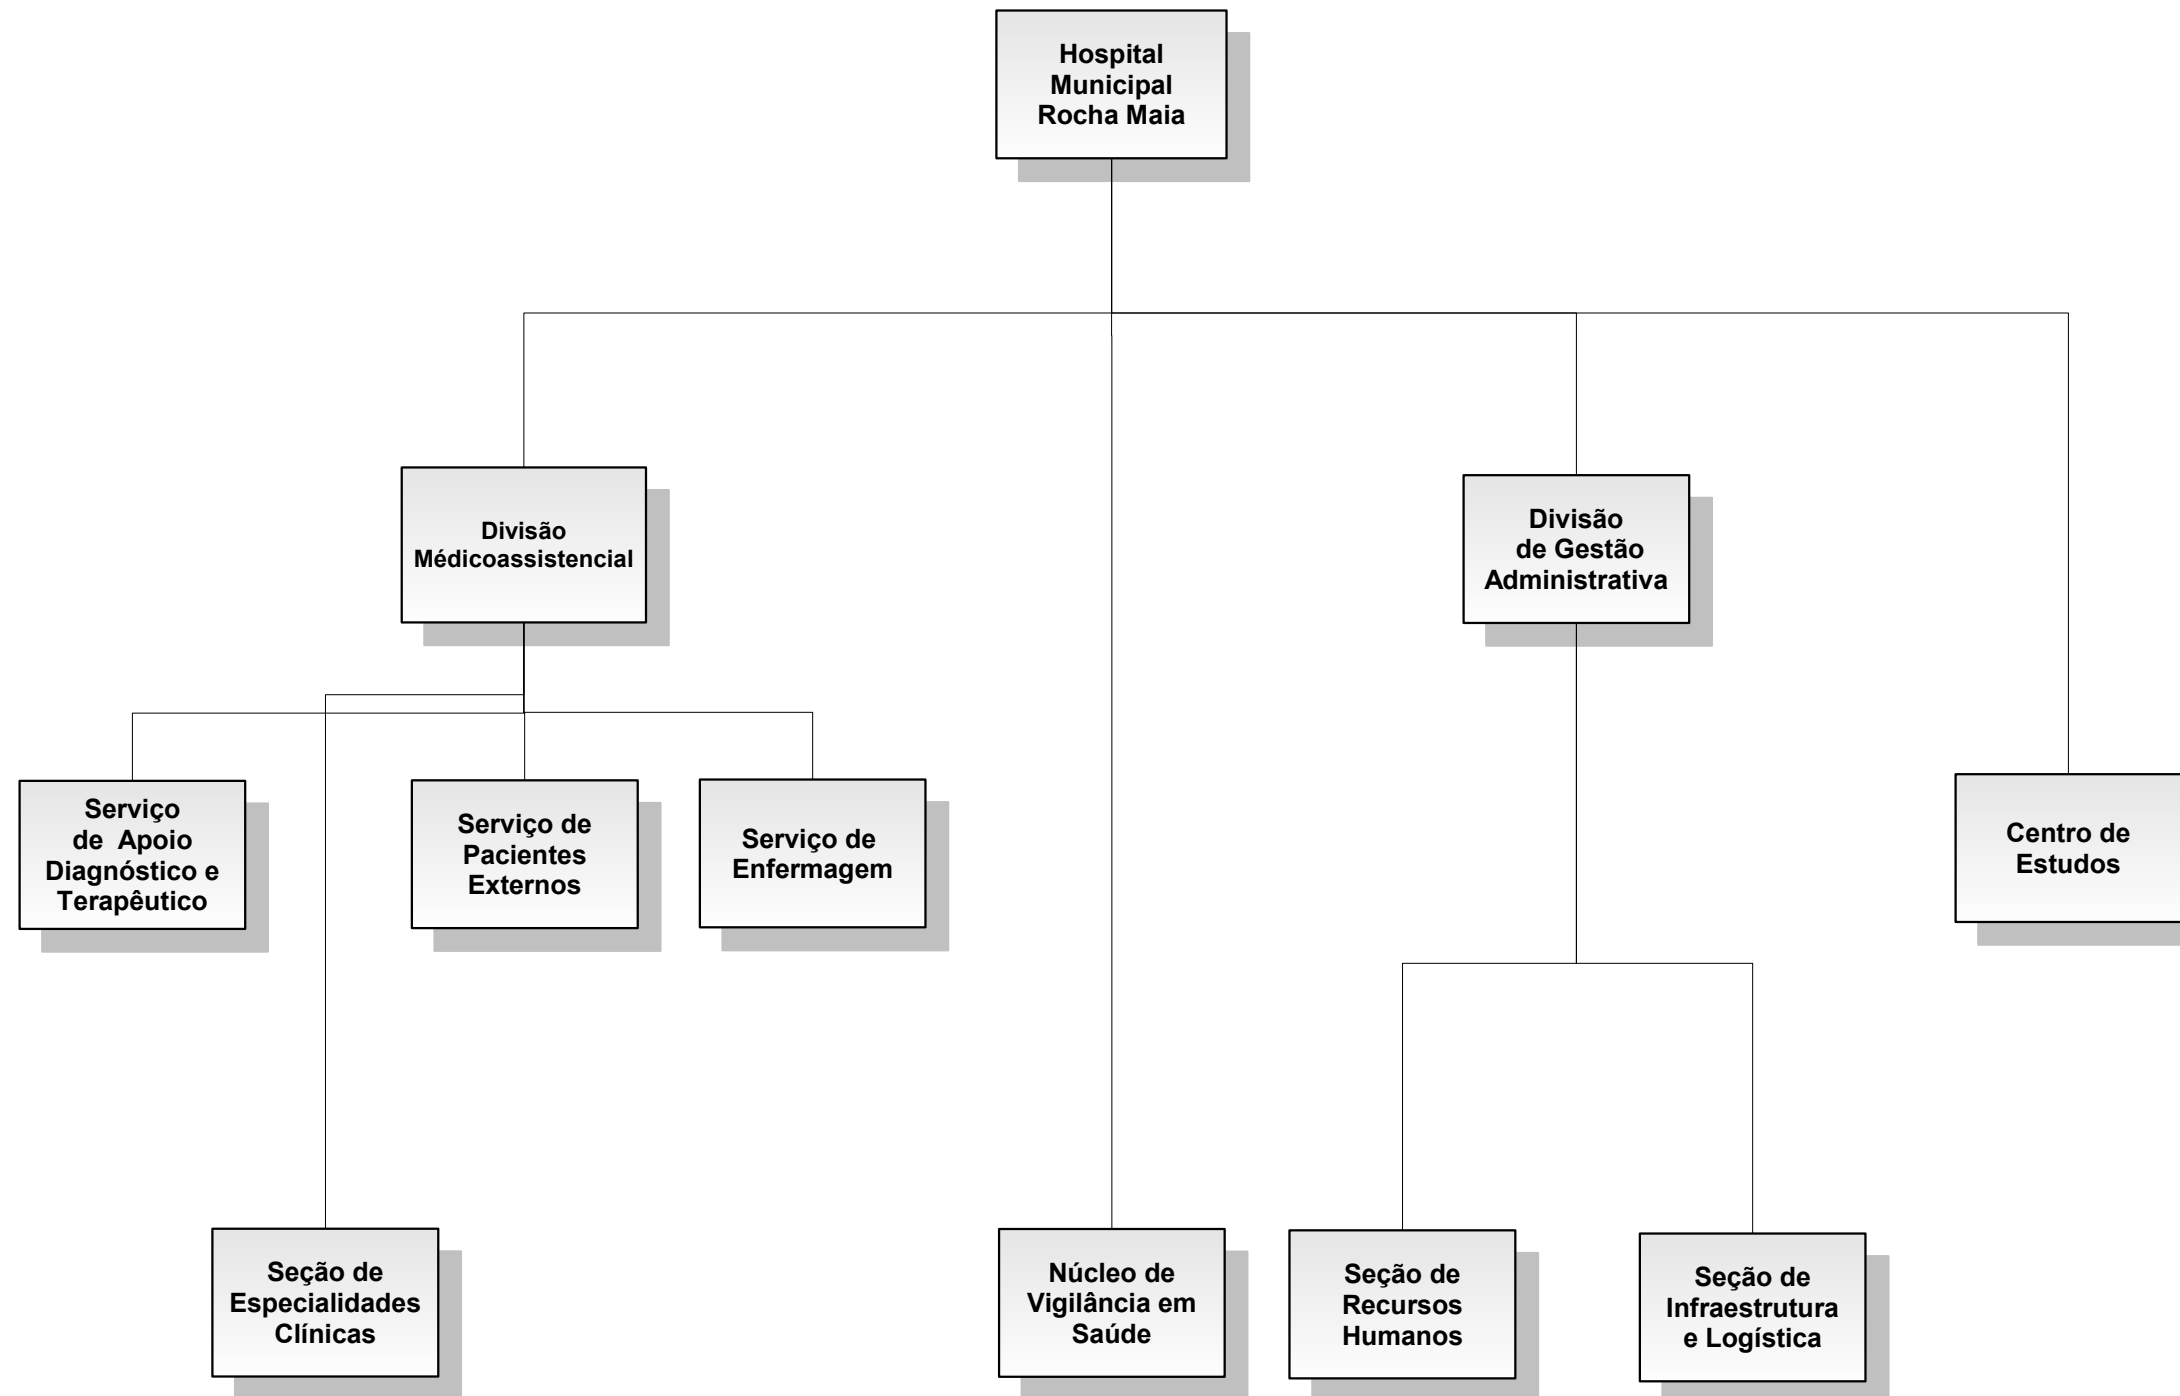 Hospital
Municipal
Rocha Maia
Divisão
Médicoassistencial
Divisão
de Gestão
Administrativa
Serviço
de  Apoio
Diagnóstico e
Terapêutico
Serviço de
Pacientes
Externos
Serviço de
Enfermagem
Centro de
Estudos
Seção de
Especialidades
Clínicas
Núcleo de
Vigilância em
Saúde
Seção de
Recursos
Humanos
Seção de
Infraestrutura
e Logística